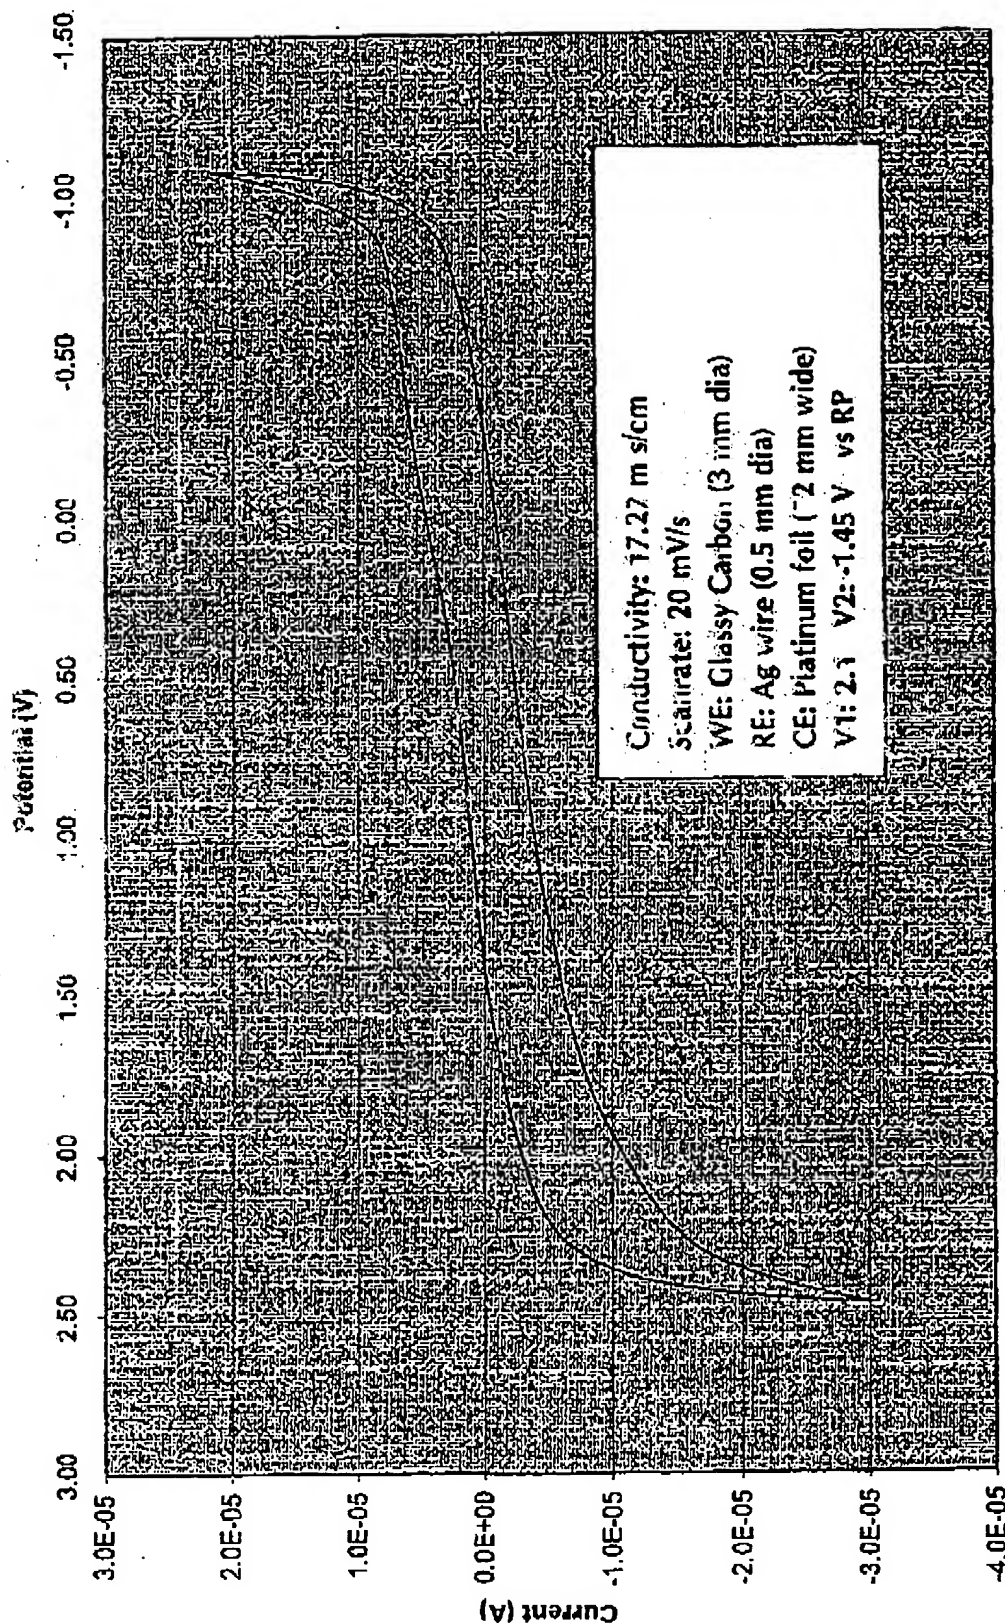 Potential (V)
3.00 2.50 2.00 1.50 1.00 0.50 0.00 -0.50 -1.00 -1.50
Current (A)
3.0E-05
2.0E-05
1.0E-05
0.0E+00
-1.0E-05
-2.0E-05
-3.0E-05
-4.0E-05
Conductivity: 17.27 m s/cm
Scanrate: 20 mV/s
WE: Glassy Carbon (3 mm dia)
RE: Ag wire (0.5 mm dia)
CE: Platinum foil (~2 mm wide)
V1: 2.1 V2: -1.45 V vs RP